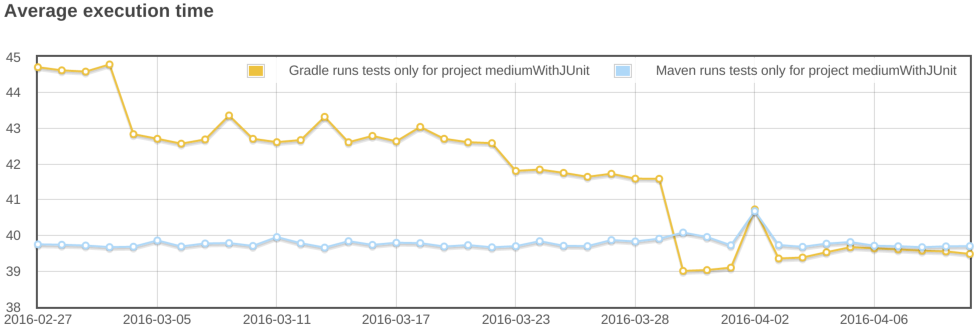 Average execution time
45
Gradle runs tests only for project mediumWithJUnit Maven runs tests only for project mediumWithJUnit
44
43
42
41
40
39
38
2016-02-27 2016-03-05 2016-03-11 2016-03-17 2016-03-23 2016-03-28 2016-04-02 2016-04-06